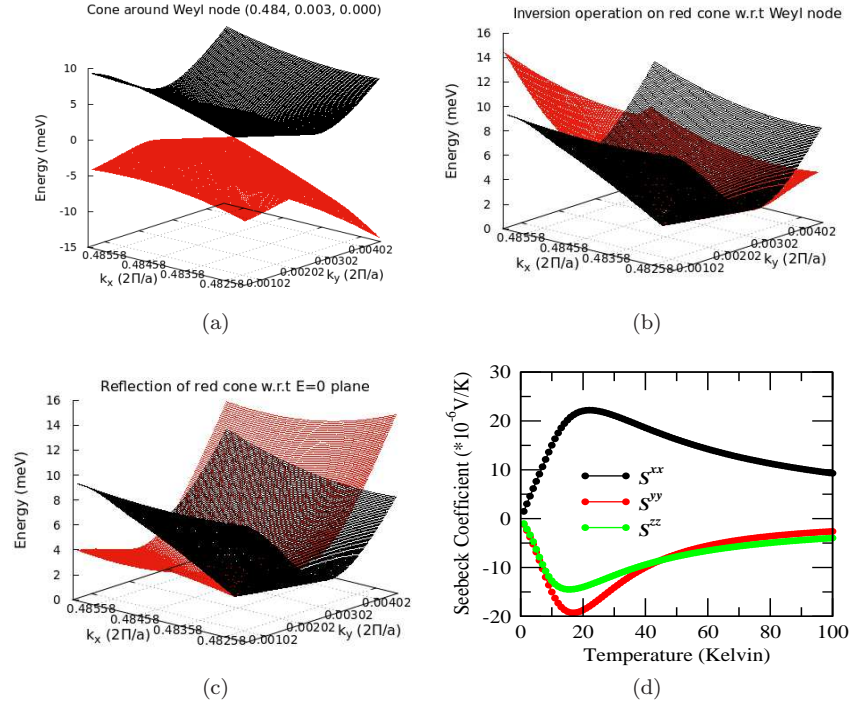 Cone around Weyl node (0.484, 0.003, 0.000)
10
5
0
-5
-10
-15
Energy (meV)
0.48558
0.48458
0.48358
0.48258
kx (2Π/a)
0.00102
0.00202
0.00302
0.00402
ky (2Π/a)
(a)
Inversion operation on red cone w.r.t Weyl node
16
14
12
10
8
6
4
2
0
Energy (meV)
0.48558
0.48458
0.48358
0.48258
kx (2Π/a)
0.00102
0.00202
0.00302
0.00402
ky (2Π/a)
(b)
Reflection of red cone w.r.t E=0 plane
16
14
12
10
8
6
4
2
0
Energy (meV)
0.48558
0.48458
0.48358
0.48258
kx (2Π/a)
0.00102
0.00202
0.00302
0.00402
ky (2Π/a)
(c)
30
20
10
0
-10
-20
Seebeck Coefficient (*10^-6V/K)
S^xx
S^yy
S^zz
0 20 40 60 80 100
Temperature (Kelvin)
(d)